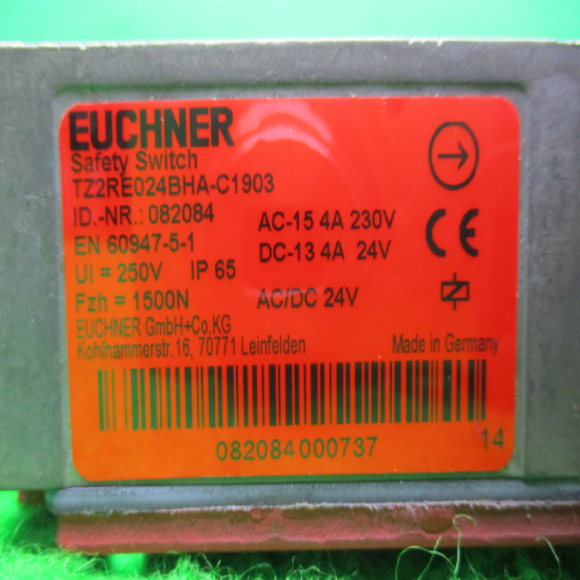 EUCHNER
Safety Switch
TZ2RE024BHA-C1903
ID.-NR.: 082084
AC-15 4A 230V
EN 60947-5-1
DC-13 4A 24V
Ui = 250V IP 65
Fzh = 1500N
AC/DC 24V
EUCHNER GmbH+Co.KG
Kohlhammerstr.16, 70771 Leinfelden
Made in Germany
CE
082084 000737
14